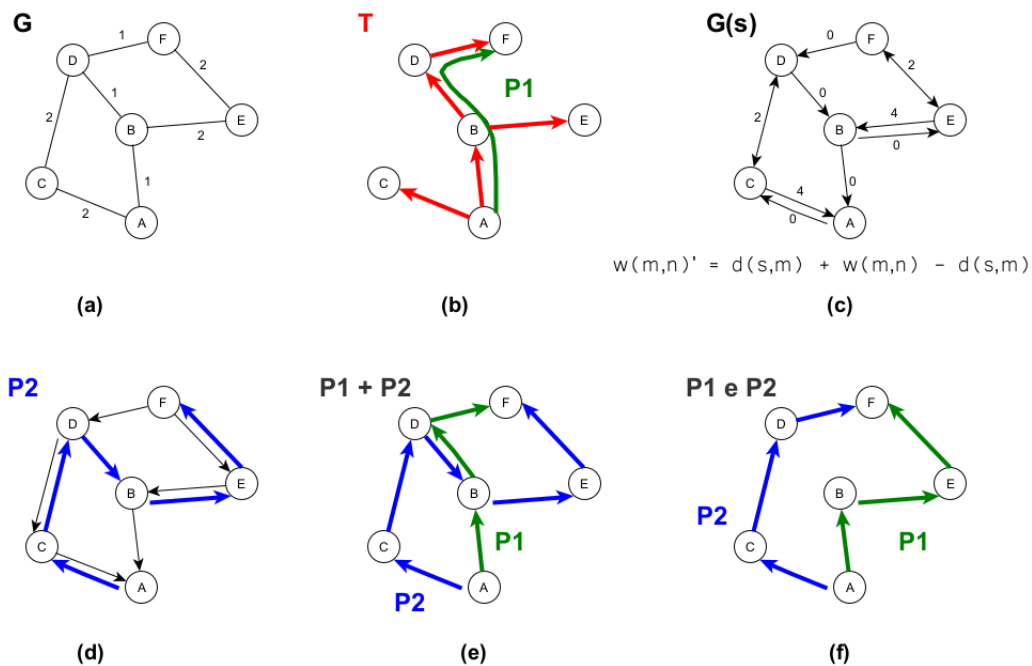 G
T
G(s)
F
D
B
E
C
A
1
1
2
2
2
1
2
F
D
B
E
C
A
P1
F
D
B
E
C
A
0
0
2
4
0
2
0
4
0
w(m,n)' = d(s,m) + w(m,n) - d(s,m)
(a)
(b)
(c)
P2
P1 + P2
P1 e P2
F
D
B
E
C
A
F
D
B
E
C
A
P1
P2
F
D
B
E
C
A
P2
P1
(d)
(e)
(f)